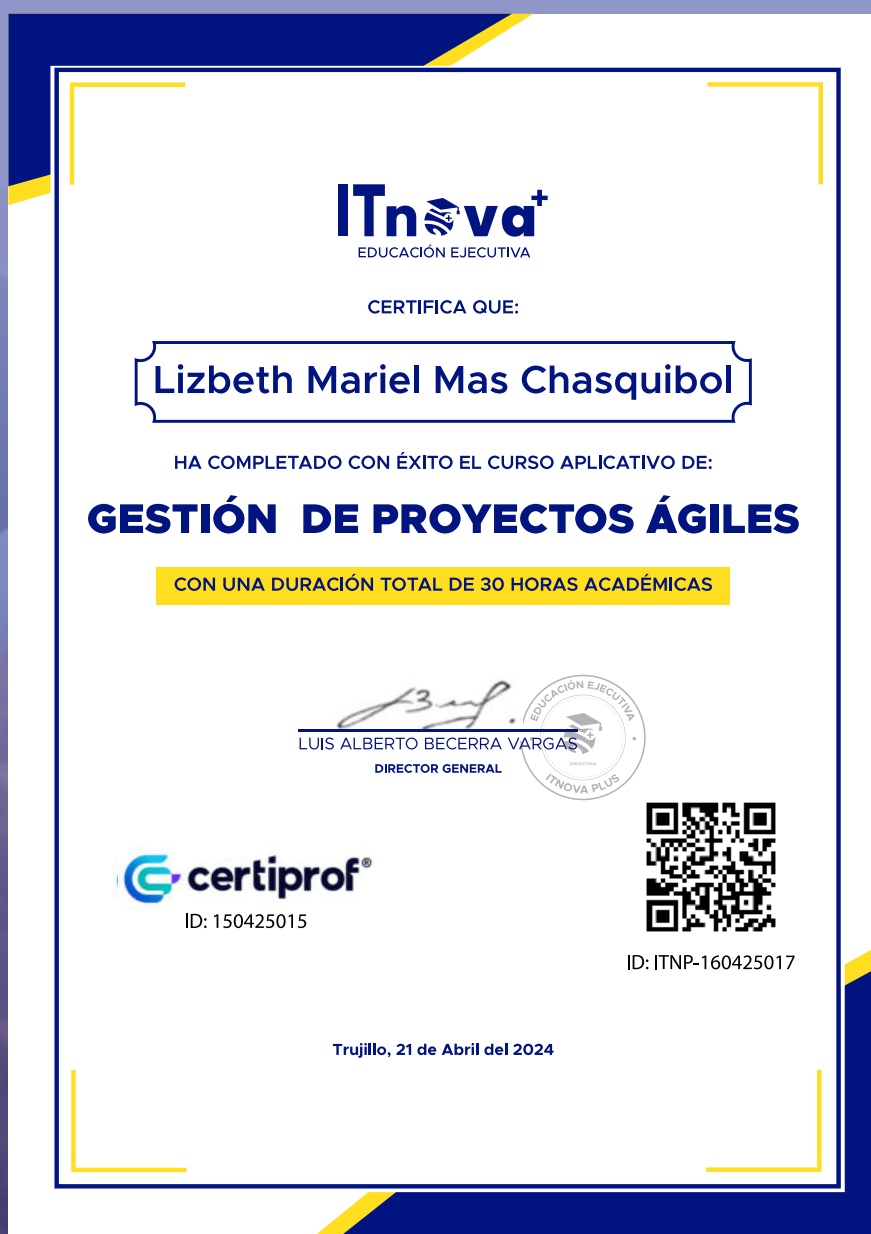 ITnova+
EDUCACIÓN EJECUTIVA
CERTIFICA QUE:
Lizbeth Mariel Mas Chasquibol
HA COMPLETADO CON ÉXITO EL CURSO APLICATIVO DE:
GESTIÓN DE PROYECTOS ÁGILES
CON UNA DURACIÓN TOTAL DE 30 HORAS ACADÉMICAS
LUIS ALBERTO BECERRA VARGAS
DIRECTOR GENERAL
EDUCACIÓN EJECUTIVA
ITNOVA PLUS
certiprof®
ID: 150425015
ID: ITNP-160425017
Trujillo, 21 de Abril del 2024